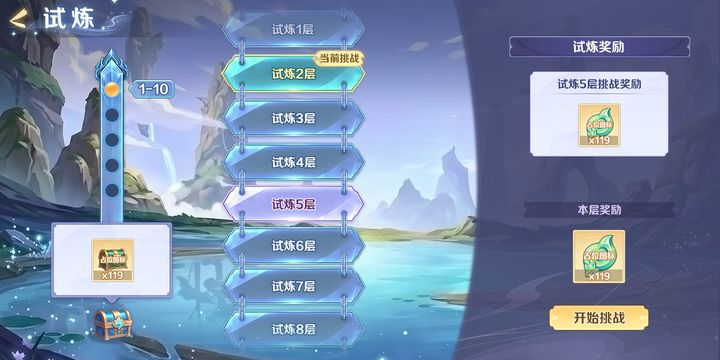 试炼
1-10
占位图标
x119
试炼1层
当前挑战
试炼2层
试炼3层
试炼4层
试炼5层
试炼6层
试炼7层
试炼8层
试炼奖励
试炼5层挑战奖励
占位图标
x119
本层奖励
占位图标
x119
开始挑战